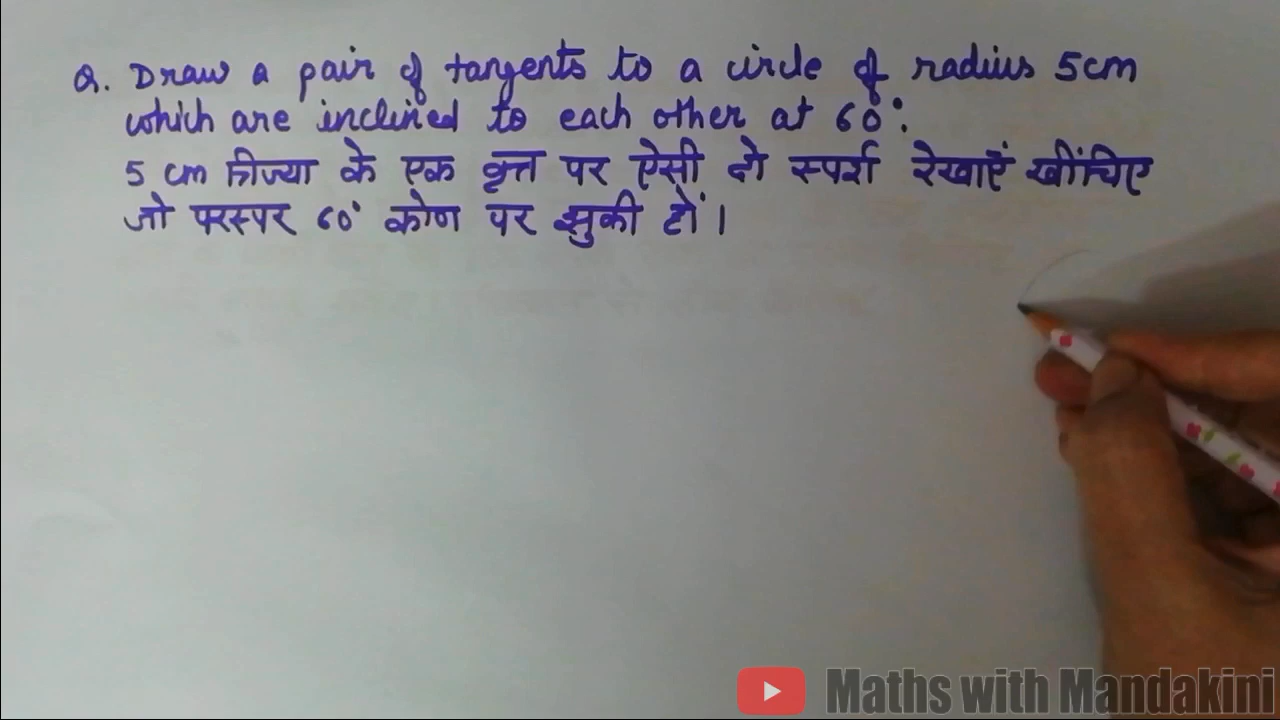 Q. Draw a pair of tangents to a circle of radius 5cm
which are inclined to each other at 60°.
5 cm त्रिज्या के एक वृत्त पर ऐसी दो स्पर्श रेखाएँ खींचिए
जो परस्पर 60° कोण पर झुकी हों।
Maths with Mandakini